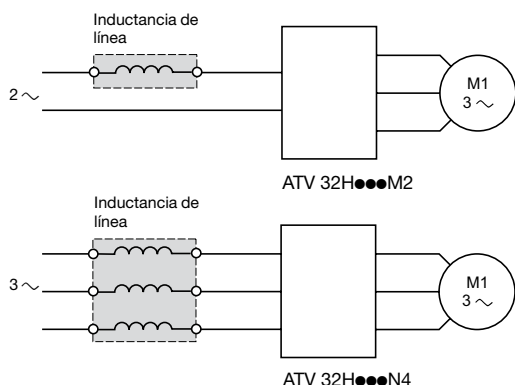 Inductancia de
línea
2 ~
M1
3 ~
ATV 32H●●●M2
Inductancia de
línea
3 ~
M1
3 ~
ATV 32H●●●N4